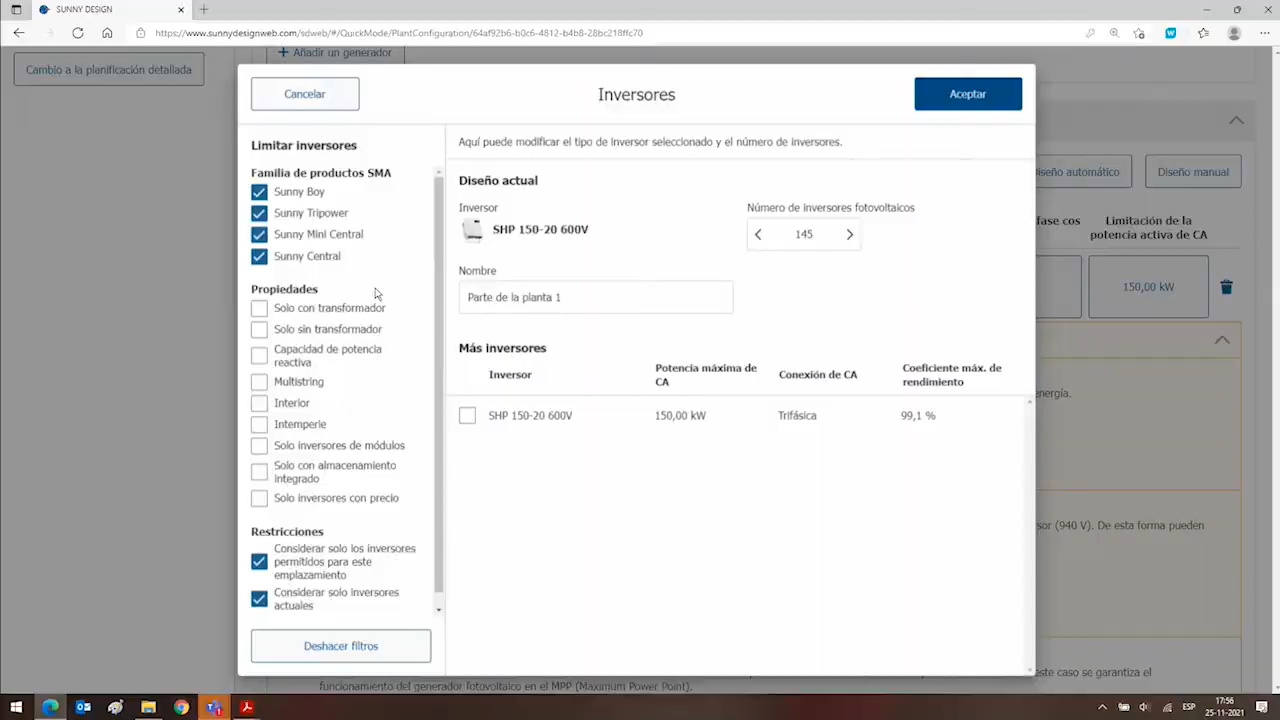 SUNNY DESIGN
https://www.sunnydesignweb.com/sdweb/#/QuickMode/PlantConfiguration/64af92b6-b0c6-4812-b4b8-28bc218ffc70
Cambio a la planificación detallada
Añadir un generador
Cancelar
Inversores
Aceptar
Limitar inversores
Familia de productos SMA
Sunny Boy
Sunny Tripower
Sunny Mini Central
Sunny Central
Propiedades
Solo con transformador
Solo sin transformador
Capacidad de potencia
reactiva
Multistring
Interior
Intemperie
Solo inversores de módulos
Solo con almacenamiento
integrado
Solo inversores con precio
Restricciones
Considerar solo los inversores
permitidos para este
emplazamiento
Considerar solo inversores
actuales
Deshacer filtros
Aquí puede modificar el tipo de inversor seleccionado y el número de inversores.
Diseño actual
Inversor
SHP 150-20 600V
Número de inversores fotovoltaicos
145
Nombre
Parte de la planta 1
Más inversores
Inversor
Potencia máxima de
CA
Conexión de CA
Coeficiente máx. de
rendimiento
SHP 150-20 600V
150,00 kW
Trifásica
99,1 %
iseño automático
Diseño manual
fase cos
Limitación de la
potencia activa de CA
150,00 kW
energía.
sor (940 V). De esta forma pueden
este caso se garantiza el
funcionamiento del generador fotovoltaico en el MPP (Maximum Power Point).
ESP
17:56
25-11-2021